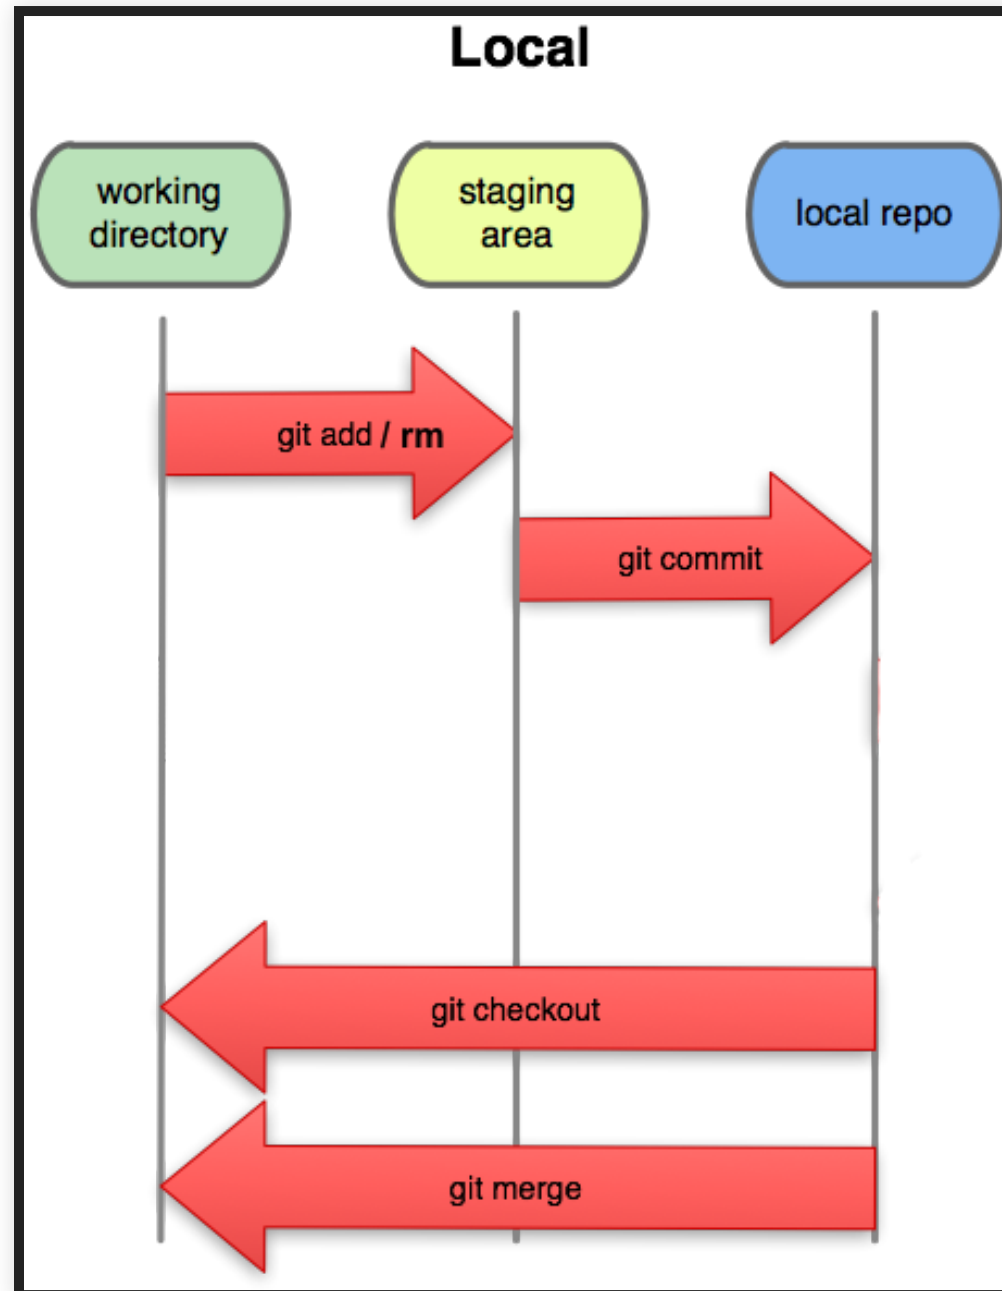 Local
working
directory
staging
area
local repo
git add / rm
git commit
git checkout
git merge